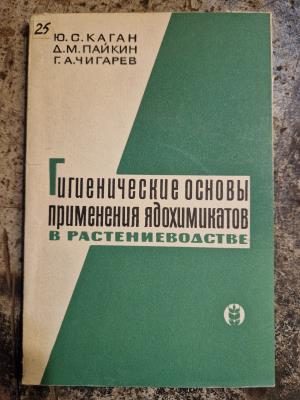 25
Ю. С. КАГАН
Д. М. ПАЙКИН
Г. А. ЧИГАРЕВ
Гигиенические основы
применения ядохимикатов
В РАСТЕНИЕВОДСТВЕ